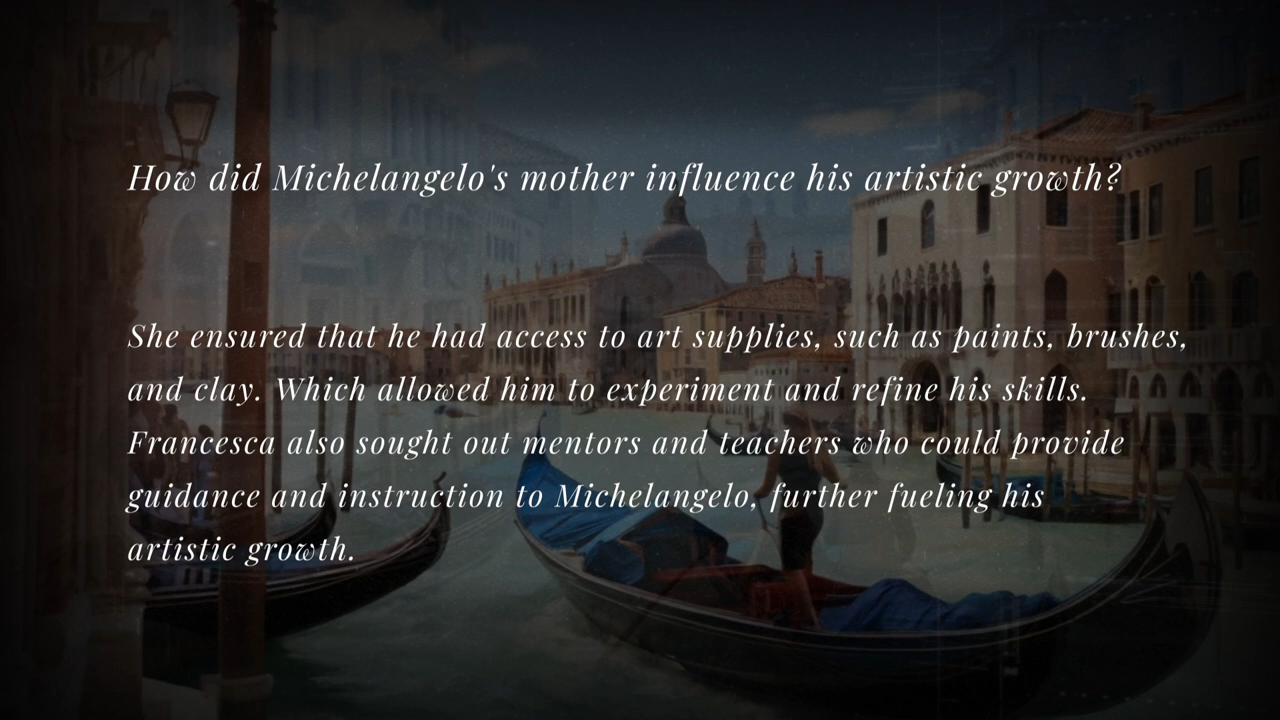 How did Michelangelo's mother influence his artistic growth?
She ensured that he had access to art supplies, such as paints, brushes,
and clay. Which allowed him to experiment and refine his skills.
Francesca also sought out mentors and teachers who could provide
guidance and instruction to Michelangelo, further fueling his
artistic growth.